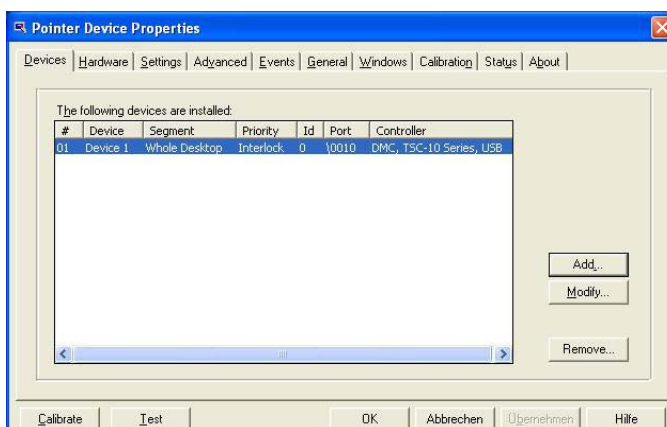 Pointer Device Properties
Devices Hardware Settings Advanced Events General Windows Calibration Status About
The following devices are installed:
# Device Segment Priority Id Port Controller
01 Device 1 Whole Desktop Interlock 0 \0010 DMC, TSC-10 Series, USB
Add...
Modify...
Remove...
Calibrate Test OK Abbrechen Übernehmen Hilfe